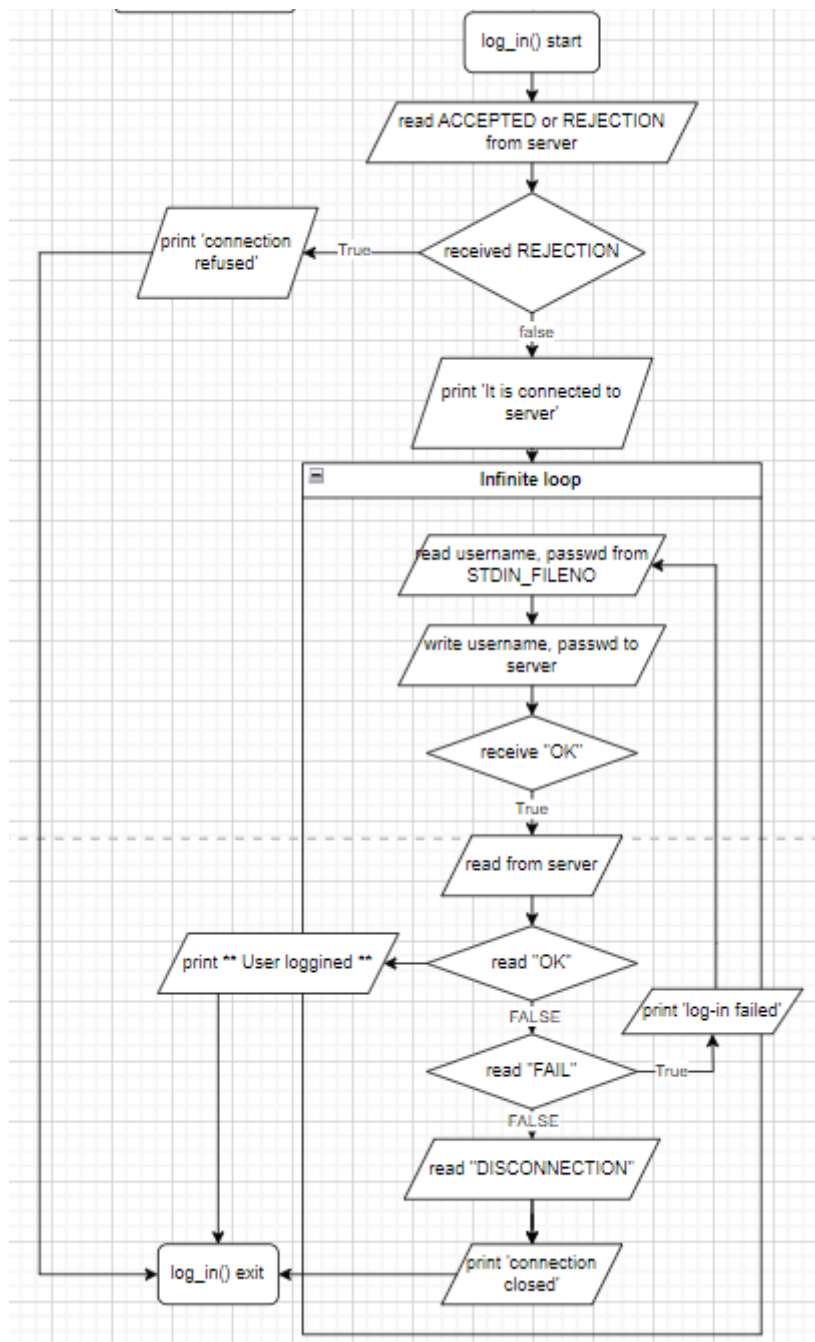 log_in() start
read ACCEPTED or REJECTION
from server
print 'connection
refused'
True
received REJECTION
false
print 'It is connected to
server'
Infinite loop
read username, passwd from
STDIN_FILENO
write username, passwd to
server
receive "OK"
True
read from server
print ** User loggined **
read "OK"
FALSE
print 'log-in failed'
read "FAIL"
True
FALSE
read "DISCONNECTION"
log_in() exit
print 'connection
closed'